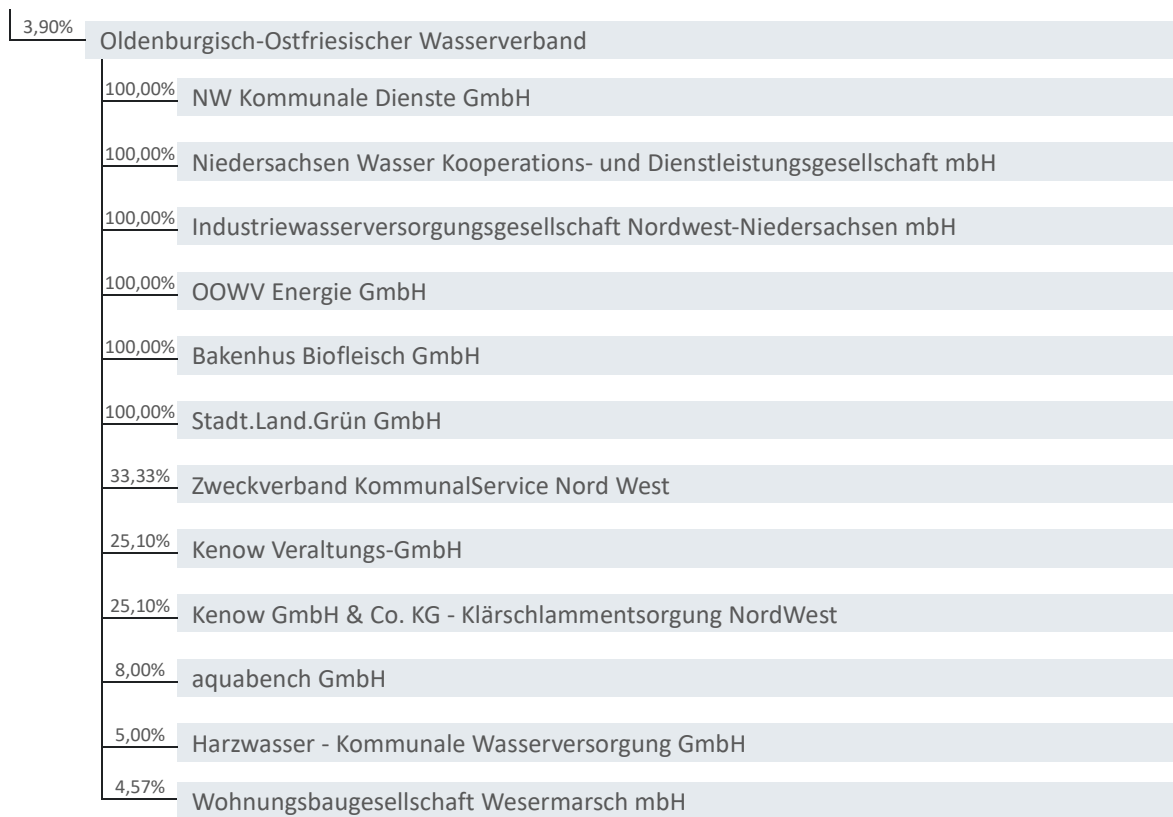 3,90%
Oldenburgisch-Ostfriesischer Wasserverband
100,00%
NW Kommunale Dienste GmbH
100,00%
Niedersachsen Wasser Kooperations- und Dienstleistungsgesellschaft mbH
100,00%
Industriewasserversorgungsgesellschaft Nordwest-Niedersachsen mbH
100,00%
OOWV Energie GmbH
100,00%
Bakenhus Biofleisch GmbH
100,00%
Stadt.Land.Grün GmbH
33,33%
Zweckverband KommunalService Nord West
25,10%
Kenow Veraltungs-GmbH
25,10%
Kenow GmbH & Co. KG - Klärschlammentsorgung NordWest
8,00%
aquabench GmbH
5,00%
Harzwasser - Kommunale Wasserversorgung GmbH
4,57%
Wohnungsbaugesellschaft Wesermarsch mbH